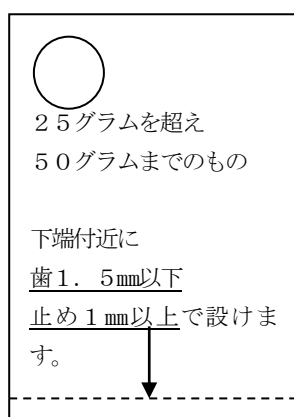 ２５グラムを超え
５０グラムまでのもの
下端付近に
歯１．５㎜以下
止め１㎜以上で設けま
す。